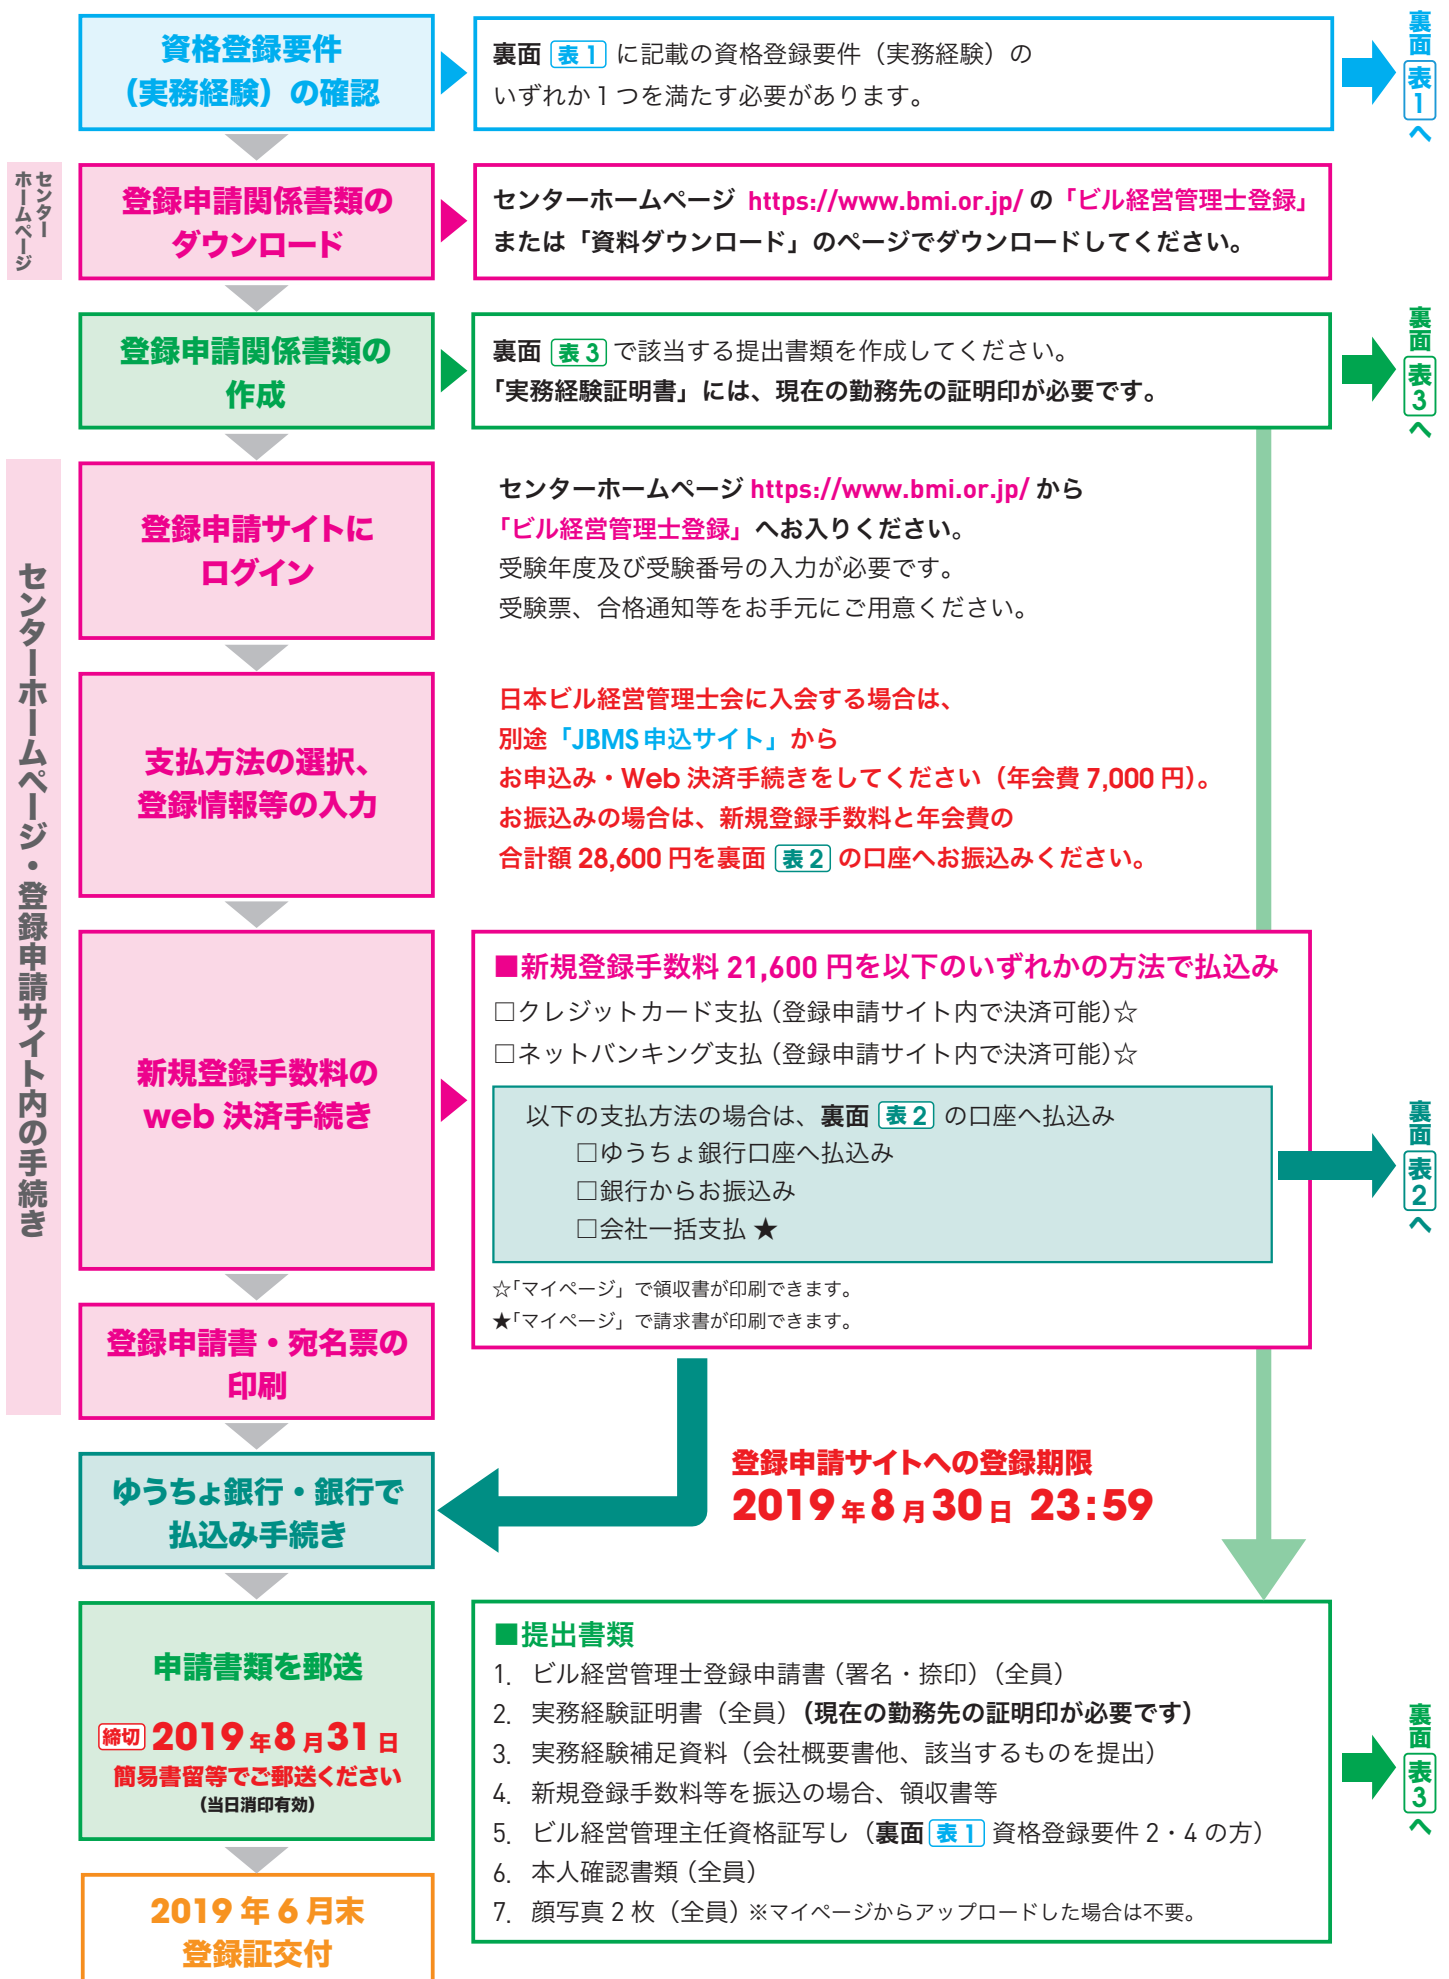 資格登録要件
（実務経験）の確認
裏面 表1 に記載の資格登録要件（実務経験）の
いずれか1つを満たす必要があります。
裏面 表1 へ
センター
ホームページ
登録申請関係書類の
ダウンロード
センターホームページ https://www.bmi.or.jp/ の「ビル経営管理士登録」
または「資料ダウンロード」のページでダウンロードしてください。
登録申請関係書類の
作成
裏面 表3 で該当する提出書類を作成してください。
「実務経験証明書」には、現在の勤務先の証明印が必要です。
裏面 表3 へ
センターホームページ・登録申請サイト内の手続き
登録申請サイトに
ログイン
センターホームページ https://www.bmi.or.jp/ から
「ビル経営管理士登録」へお入りください。
受験年度及び受験番号の入力が必要です。
受験票、合格通知等をお手元にご用意ください。
支払方法の選択、
登録情報等の入力
日本ビル経営管理士会に入会する場合は、
別途「JBMS申込サイト」から
お申込み・Web 決済手続きをしてください（年会費 7,000 円）。
お振込みの場合は、新規登録手数料と年会費の
合計額 28,600 円を裏面 表2 の口座へお振込みください。
新規登録手数料の
web 決済手続き
■新規登録手数料 21,600 円を以下のいずれかの方法で払込み
□クレジットカード支払（登録申請サイト内で決済可能）☆
□ネットバンキング支払（登録申請サイト内で決済可能）☆
以下の支払方法の場合は、裏面 表2 の口座へ払込み
□ゆうちょ銀行口座へ払込み
□銀行からお振込み
□会社一括支払 ★
☆「マイページ」で領収書が印刷できます。
★「マイページ」で請求書が印刷できます。
裏面 表2 へ
登録申請書・宛名票の
印刷
ゆうちょ銀行・銀行で
払込み手続き
登録申請サイトへの登録期限
2019年8月30日 23:59
申請書類を郵送
締切 2019年8月31日
簡易書留等でご郵送ください
（当日消印有効）
■提出書類
1. ビル経営管理士登録申請書（署名・捺印）（全員）
2. 実務経験証明書（全員）（現在の勤務先の証明印が必要です）
3. 実務経験補足資料（会社概要書他、該当するものを提出）
4. 新規登録手数料等を振込の場合、領収書等
5. ビル経営管理主任資格証写し（裏面 表1 資格登録要件 2・4 の方）
6. 本人確認書類（全員）
7. 顔写真 2 枚（全員）※マイページからアップロードした場合は不要。
裏面 表3 へ
2019 年 6 月末
登録証交付